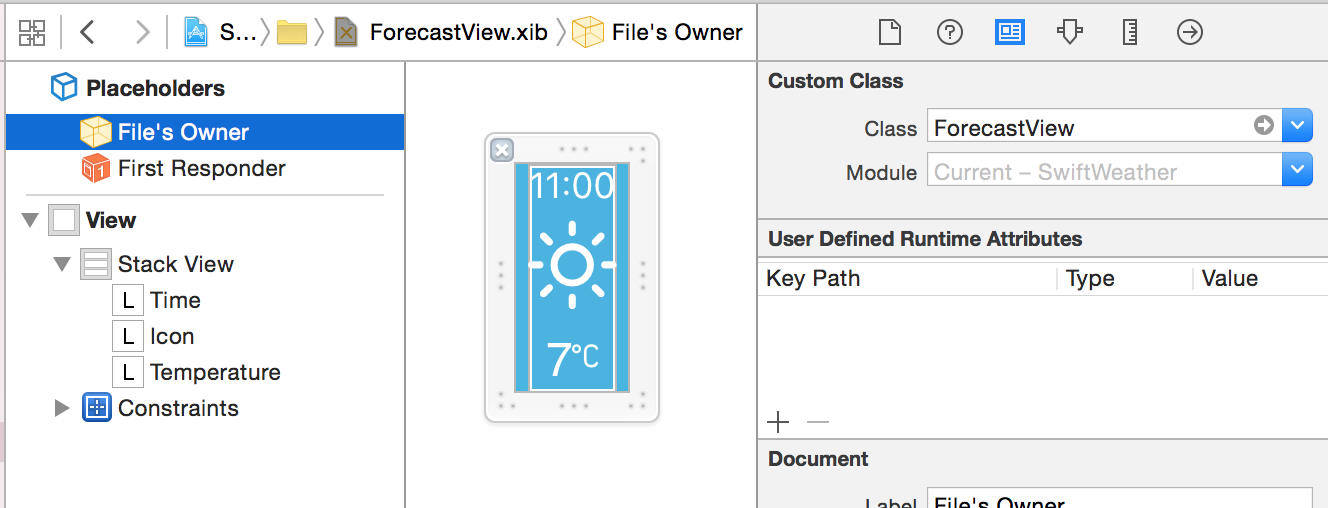 S... ForecastView.xib File's Owner
Placeholders
File's Owner
First Responder
View
Stack View
L Time
L Icon
L Temperature
Constraints
11:00
7°C
Custom Class
Class ForecastView
Module Current – SwiftWeather
User Defined Runtime Attributes
Key Path Type Value
Document
Label File's Owner